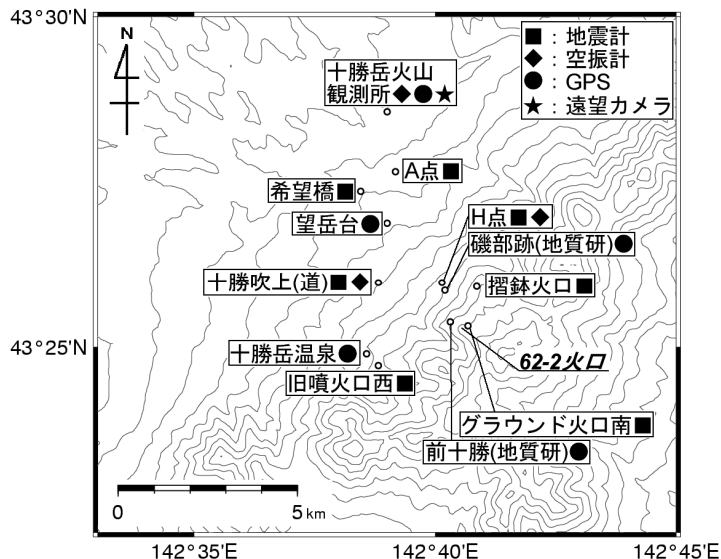 43°30'N
N
十勝岳火山
観測所◆●★
■：地震計
◆：空振計
●：GPS
★：遠望カメラ
A点■
希望橋■
望岳台●
H点■◆
磯部跡(地質研)●
十勝吹上(道)■◆
摺鉢火口■
43°25'N
十勝岳温泉●
62-2火口
旧噴火口西■
グラウンド火口南■
前十勝(地質研)●
0 5 km
142°35'E 142°40'E 142°45'E